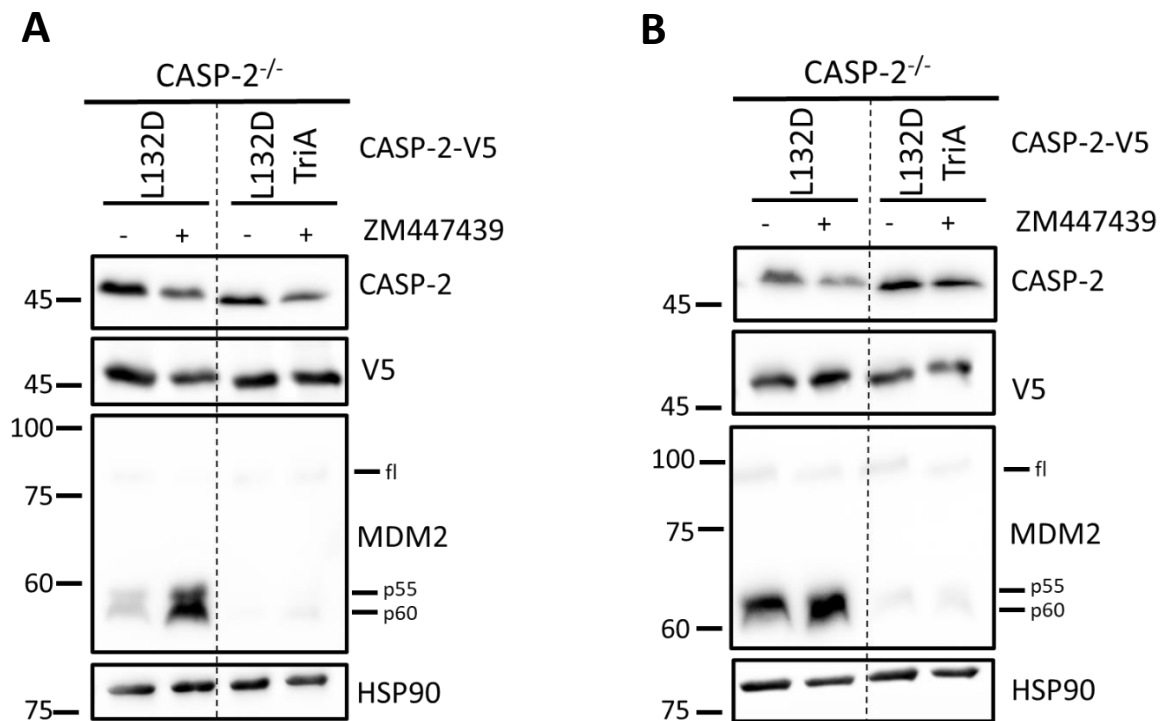 A
CASP-2-/-
L132D
L132D
TriA
CASP-2-V5
- + - + ZM447439
45
CASP-2
45
V5
100
fl
75
MDM2
60
p55
p60
75
HSP90
B
CASP-2-/-
L132D
L132D
TriA
CASP-2-V5
- + - + ZM447439
45
CASP-2
45
V5
100
fl
75
MDM2
p55
60
p60
75
HSP90